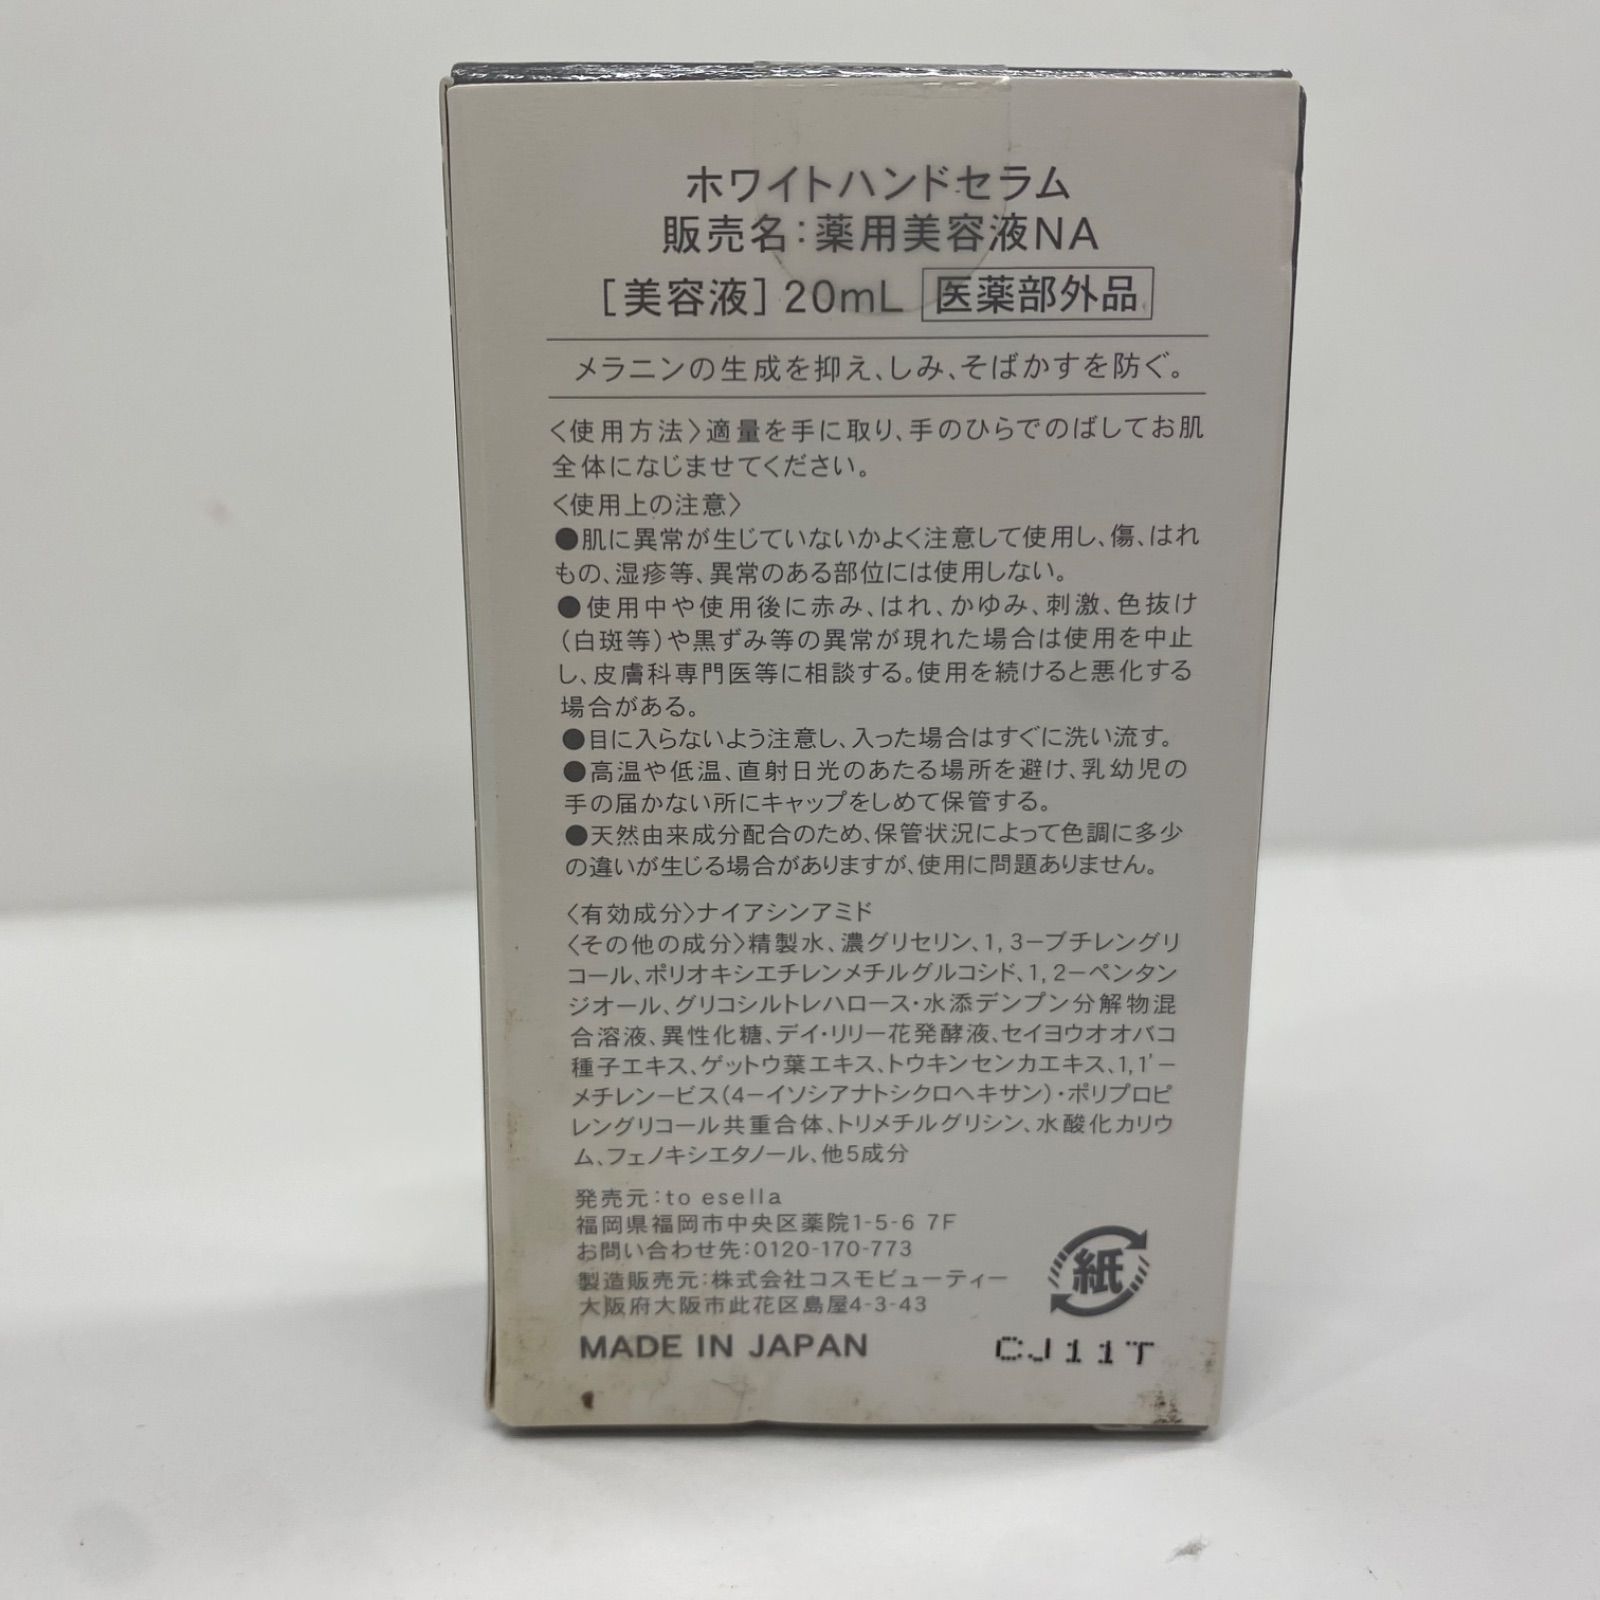 ホワイトハンドセラム
販売名：薬用美容液NA
［美容液］20mL 医薬部外品
メラニンの生成を抑え、しみ、そばかすを防ぐ。
〈使用方法〉適量を手に取り、手のひらでのばしてお肌
全体になじませてください。
〈使用上の注意〉
●肌に異常が生じていないかよく注意して使用し、傷、はれ
もの、湿疹等、異常のある部位には使用しない。
●使用中や使用後に赤み、はれ、かゆみ、刺激、色抜け
（白斑等）や黒ずみ等の異常が現れた場合は使用を中止
し、皮膚科専門医等に相談する。使用を続けると悪化する
場合がある。
●目に入らないよう注意し、入った場合はすぐに洗い流す。
●高温や低温、直射日光のあたる場所を避け、乳幼児の
手の届かない所にキャップをしめて保管する。
●天然由来成分配合のため、保管状況によって色調に多少
の違いが生じる場合がありますが、使用に問題ありません。
〈有効成分〉ナイアシンアミド
〈その他の成分〉精製水、濃グリセリン、1,3－ブチレングリ
コール、ポリオキシエチレンメチルグルコシド、1,2－ペンタン
ジオール、グリコシルトレハロース・水添デンプン分解物混
合溶液、異性化糖、デイ・リリー花発酵液、セイヨウオオバコ
種子エキス、ゲットウ葉エキス、トウキンセンカエキス、1,1'－
メチレンービス（4－イソシアナトシクロヘキサン）・ポリプロピ
レングリコール共重合体、トリメチルグリシン、水酸化カリウ
ム、フェノキシエタノール、他5成分
発売元：to esella
福岡県福岡市中央区薬院1-5-6 7F
お問い合わせ先：0120-170-773
製造販売元：株式会社コスモビューティー
大阪府大阪市此花区島屋4-3-43
紙
MADE IN JAPAN
CJ11T